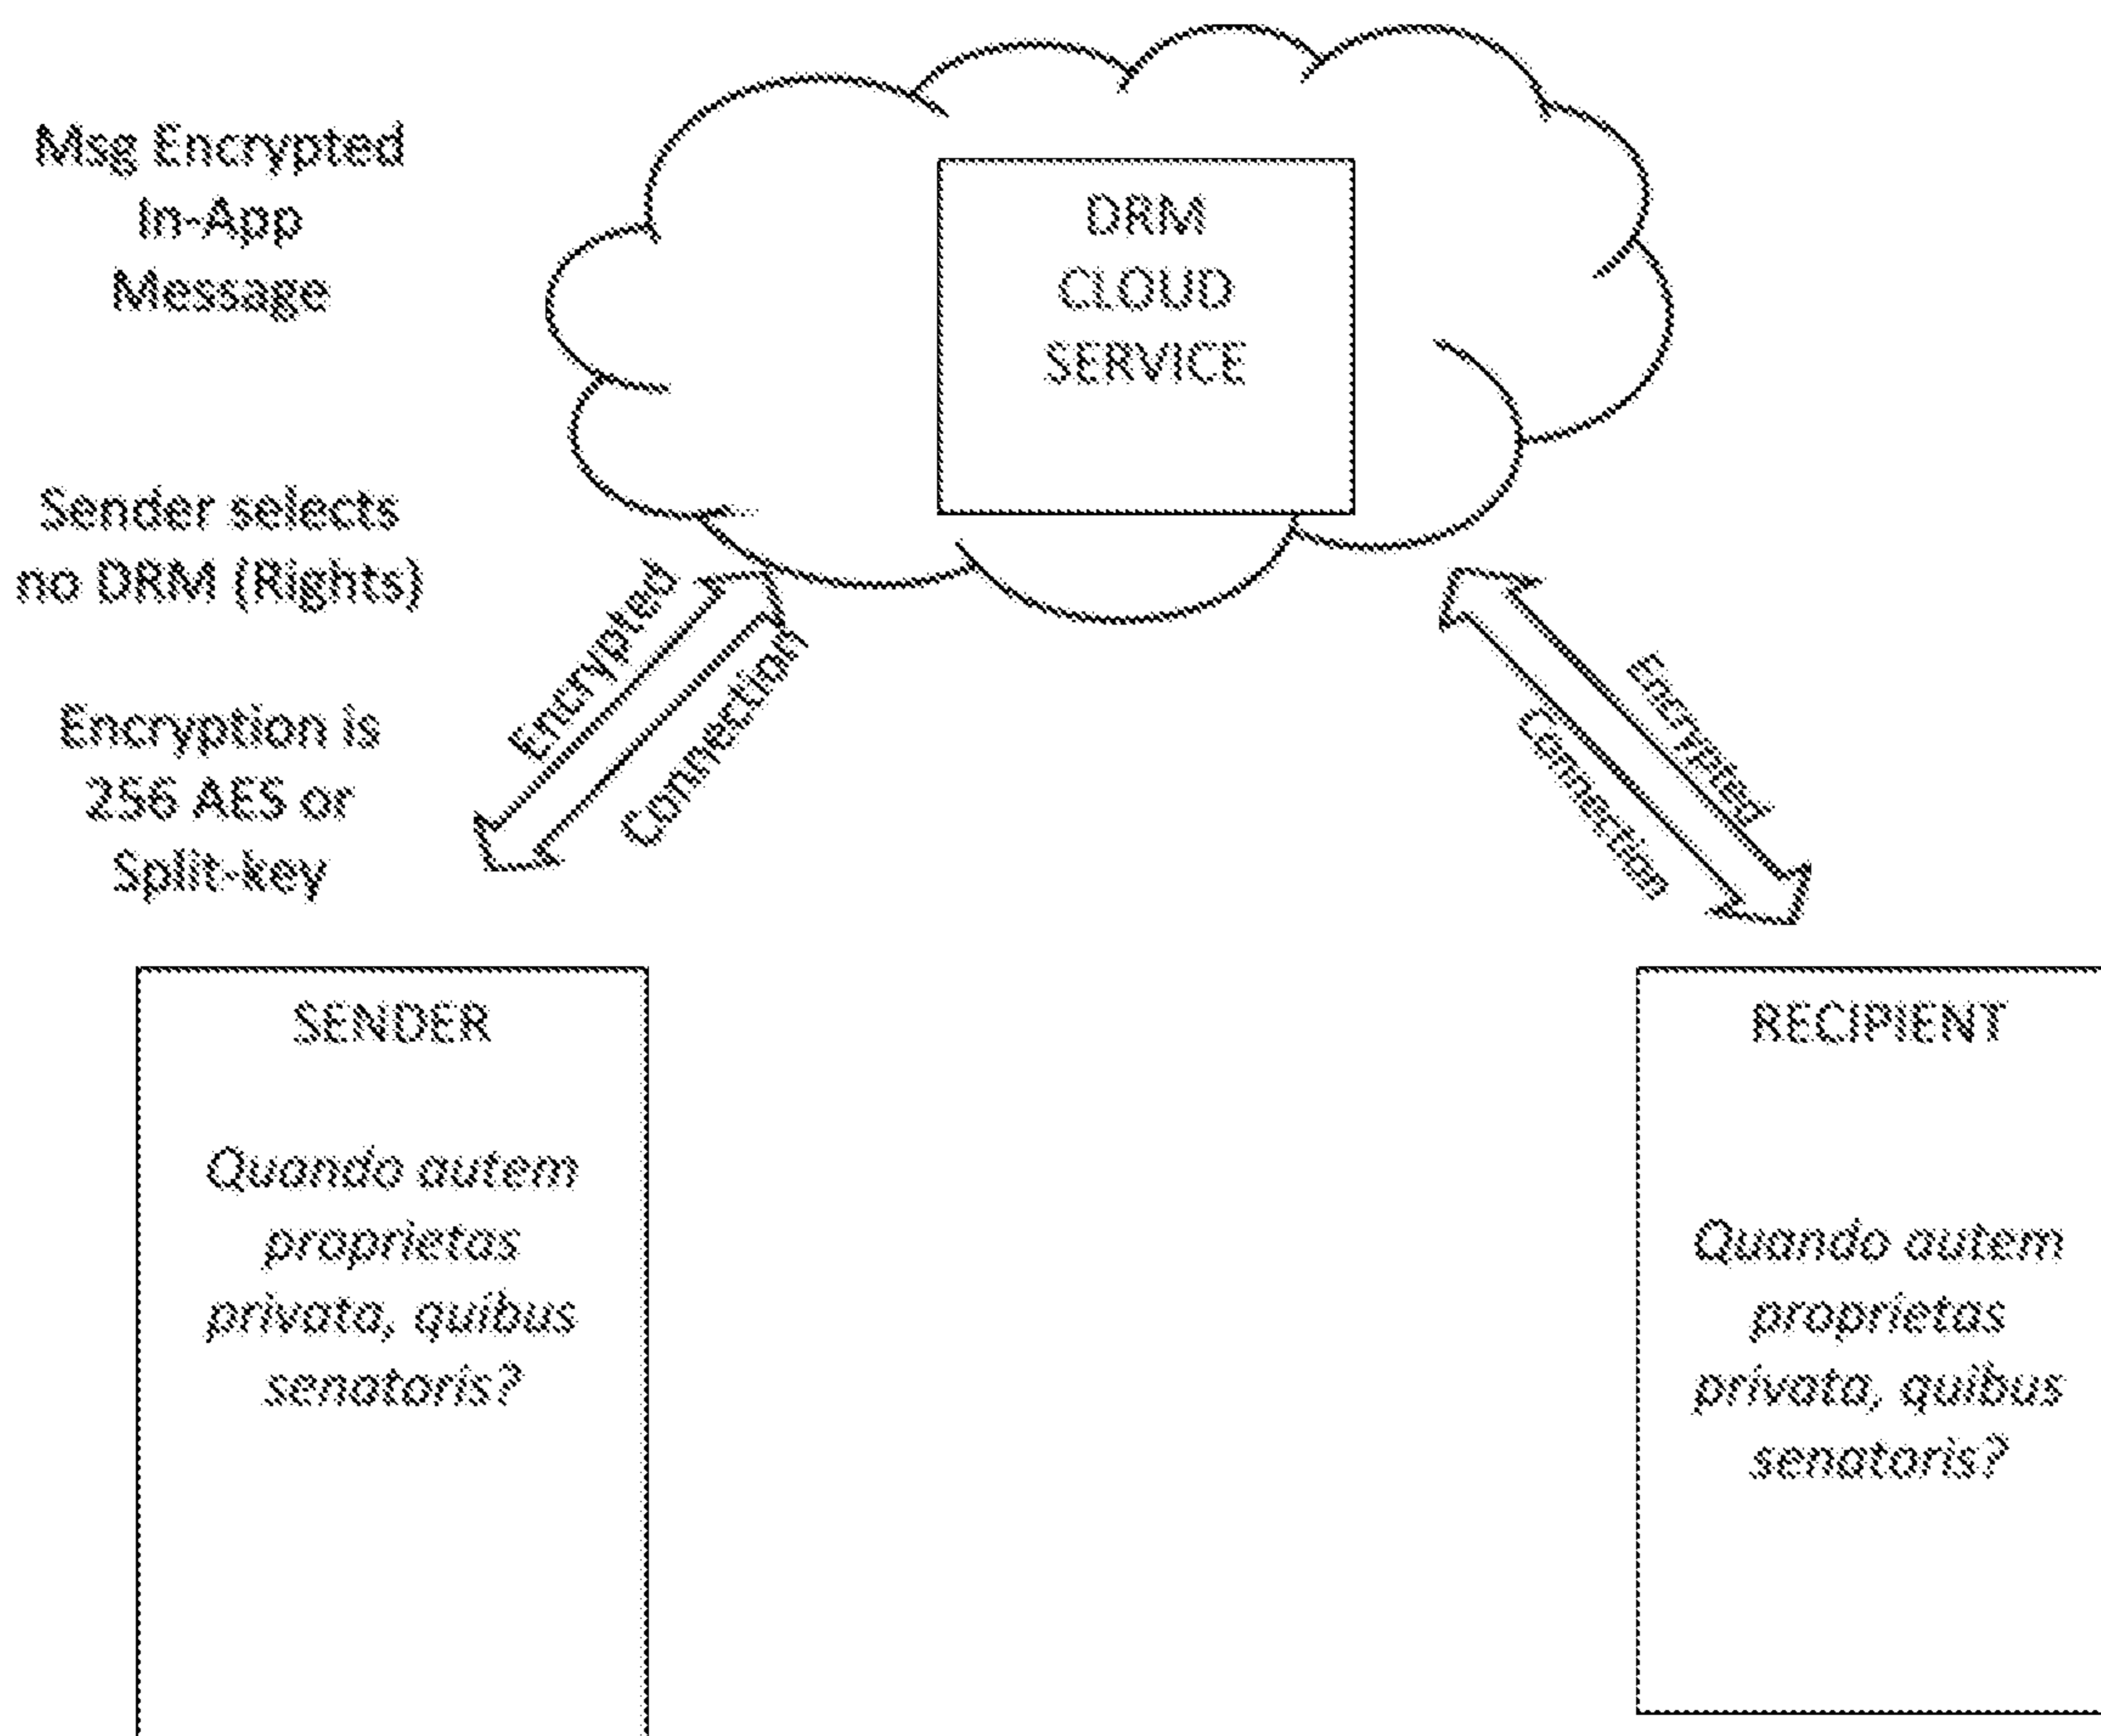 Msg Encrypted
In-App
Message
DRM
CLOUD
SERVICE
Sender selects
no DRM (Rights)
Encryption is
256 AES or
Split-key
Encrypted
Connection
Encrypted
Connection
SENDER
Quando autem
proprietas
privata, quibus
senatoris?
RECIPIENT
Quando autem
proprietas
privata, quibus
senatoris?